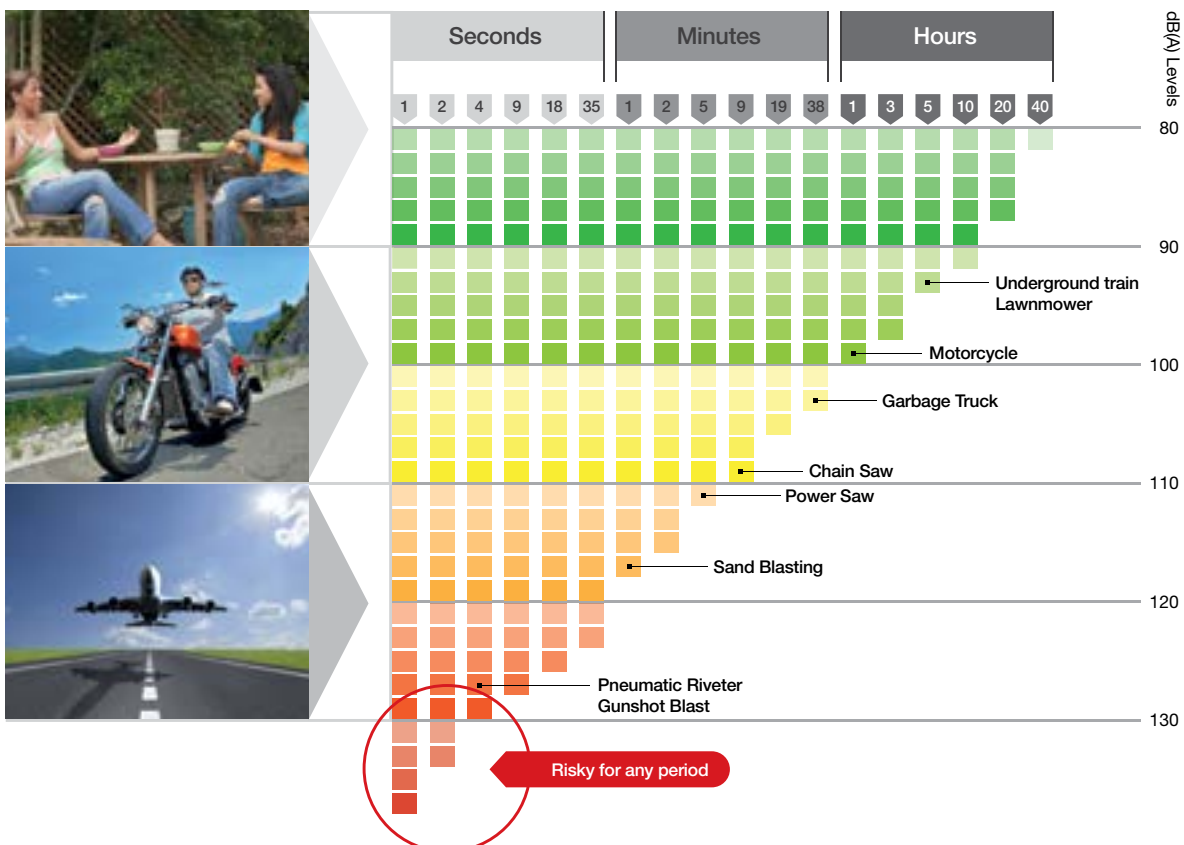 Seconds
Minutes
Hours
dB(A) Levels
1 2 4 9 18 35 1 2 5 9 19 38 1 3 5 10 20 40
80
90
Underground train
Lawnmower
Motorcycle
100
Garbage Truck
Chain Saw
110
Power Saw
Sand Blasting
120
Pneumatic Riveter
Gunshot Blast
130
Risky for any period